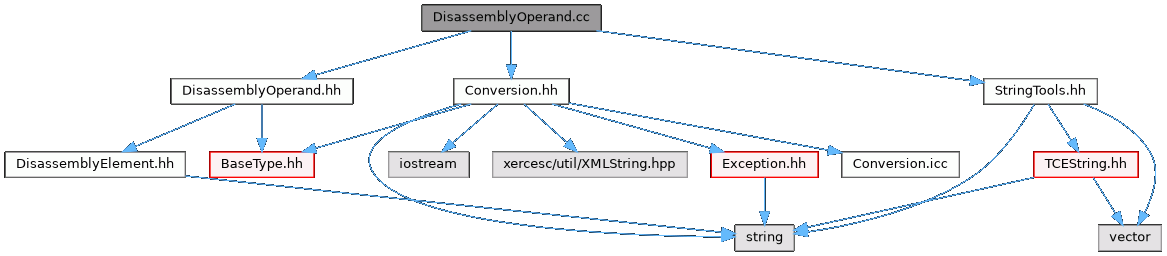 DisassemblyOperand.cc
DisassemblyOperand.hh
Conversion.hh
StringTools.hh
DisassemblyElement.hh
BaseType.hh
iostream
xercesc/util/XMLString.hpp
Exception.hh
Conversion.icc
TCEString.hh
string
vector